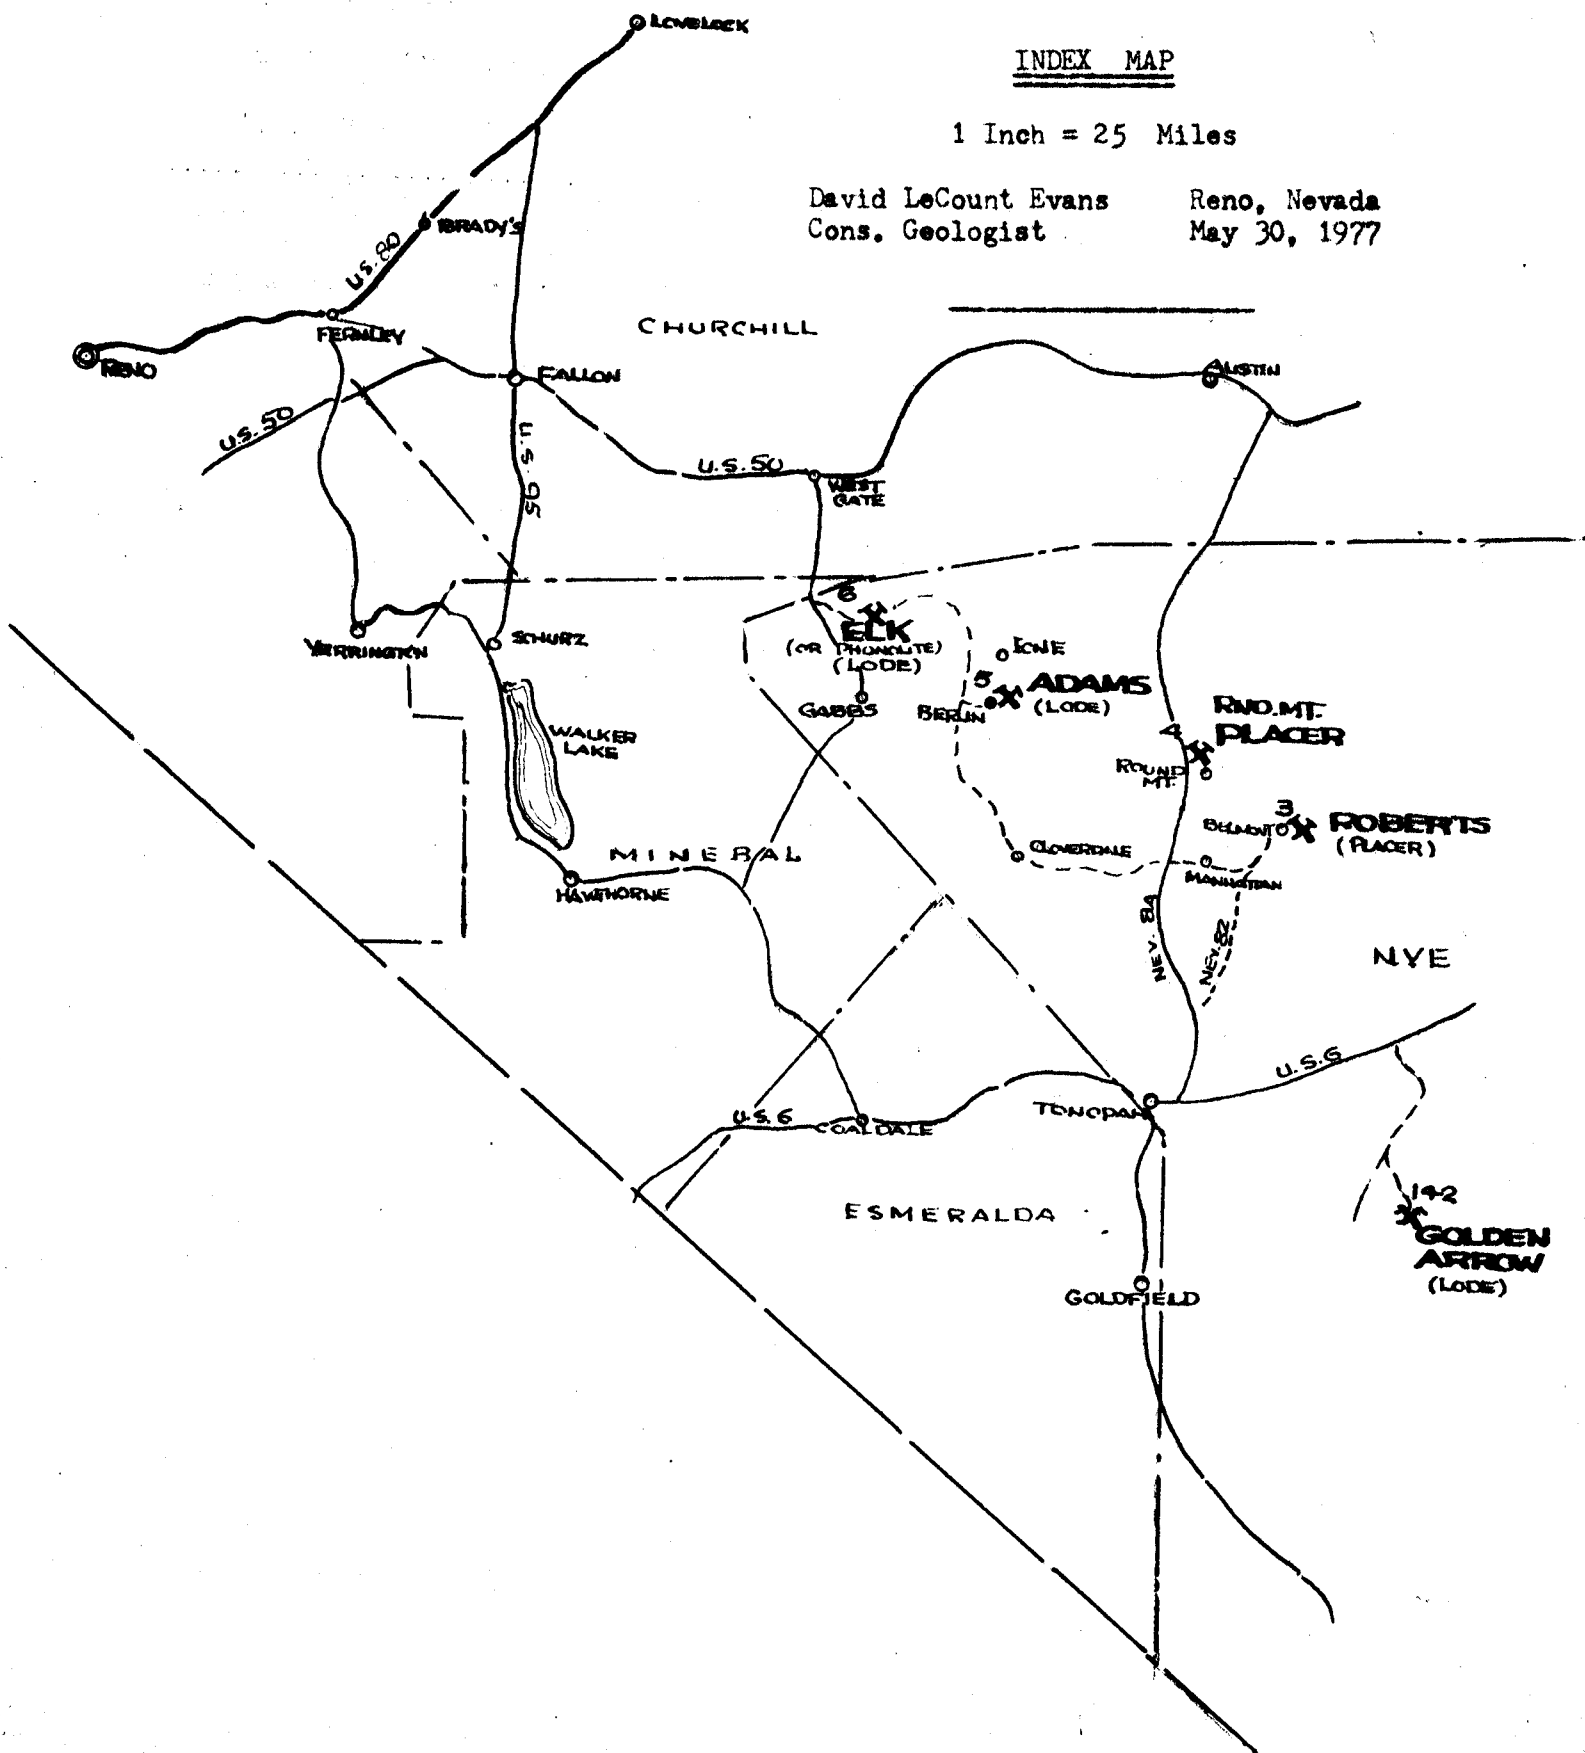 LOVELOCK
INDEX MAP
1 Inch = 25 Miles
David LeCount Evans Reno, Nevada
Cons. Geologist May 30, 1977
BRADY'S
U.S. 80
FERNLEY
CHURCHILL
RENO
FALLON
AUSTIN
U.S. 50
U.S. 95
U.S. 50
WEST
GATE
6
ELK
(OR PHONOLITE)
(LODE)
YERRINGTON
SCHURZ
IONE
5
ADAMS
(LODE)
BERLIN
GABBS
RND. MT.
PLACER
4
WALKER
LAKE
ROUND
MT.
3
BELMONT
ROBERTS
(PLACER)
MINERAL
CLOVERDALE
MANHATTAN
HAWTHORNE
NEV. 8A
NEV. 82
NYE
U.S. 6
TONOPAH
U.S. 6
COALDALE
1+2
GOLDEN
ARROW
(LODE)
ESMERALDA
GOLDFIELD